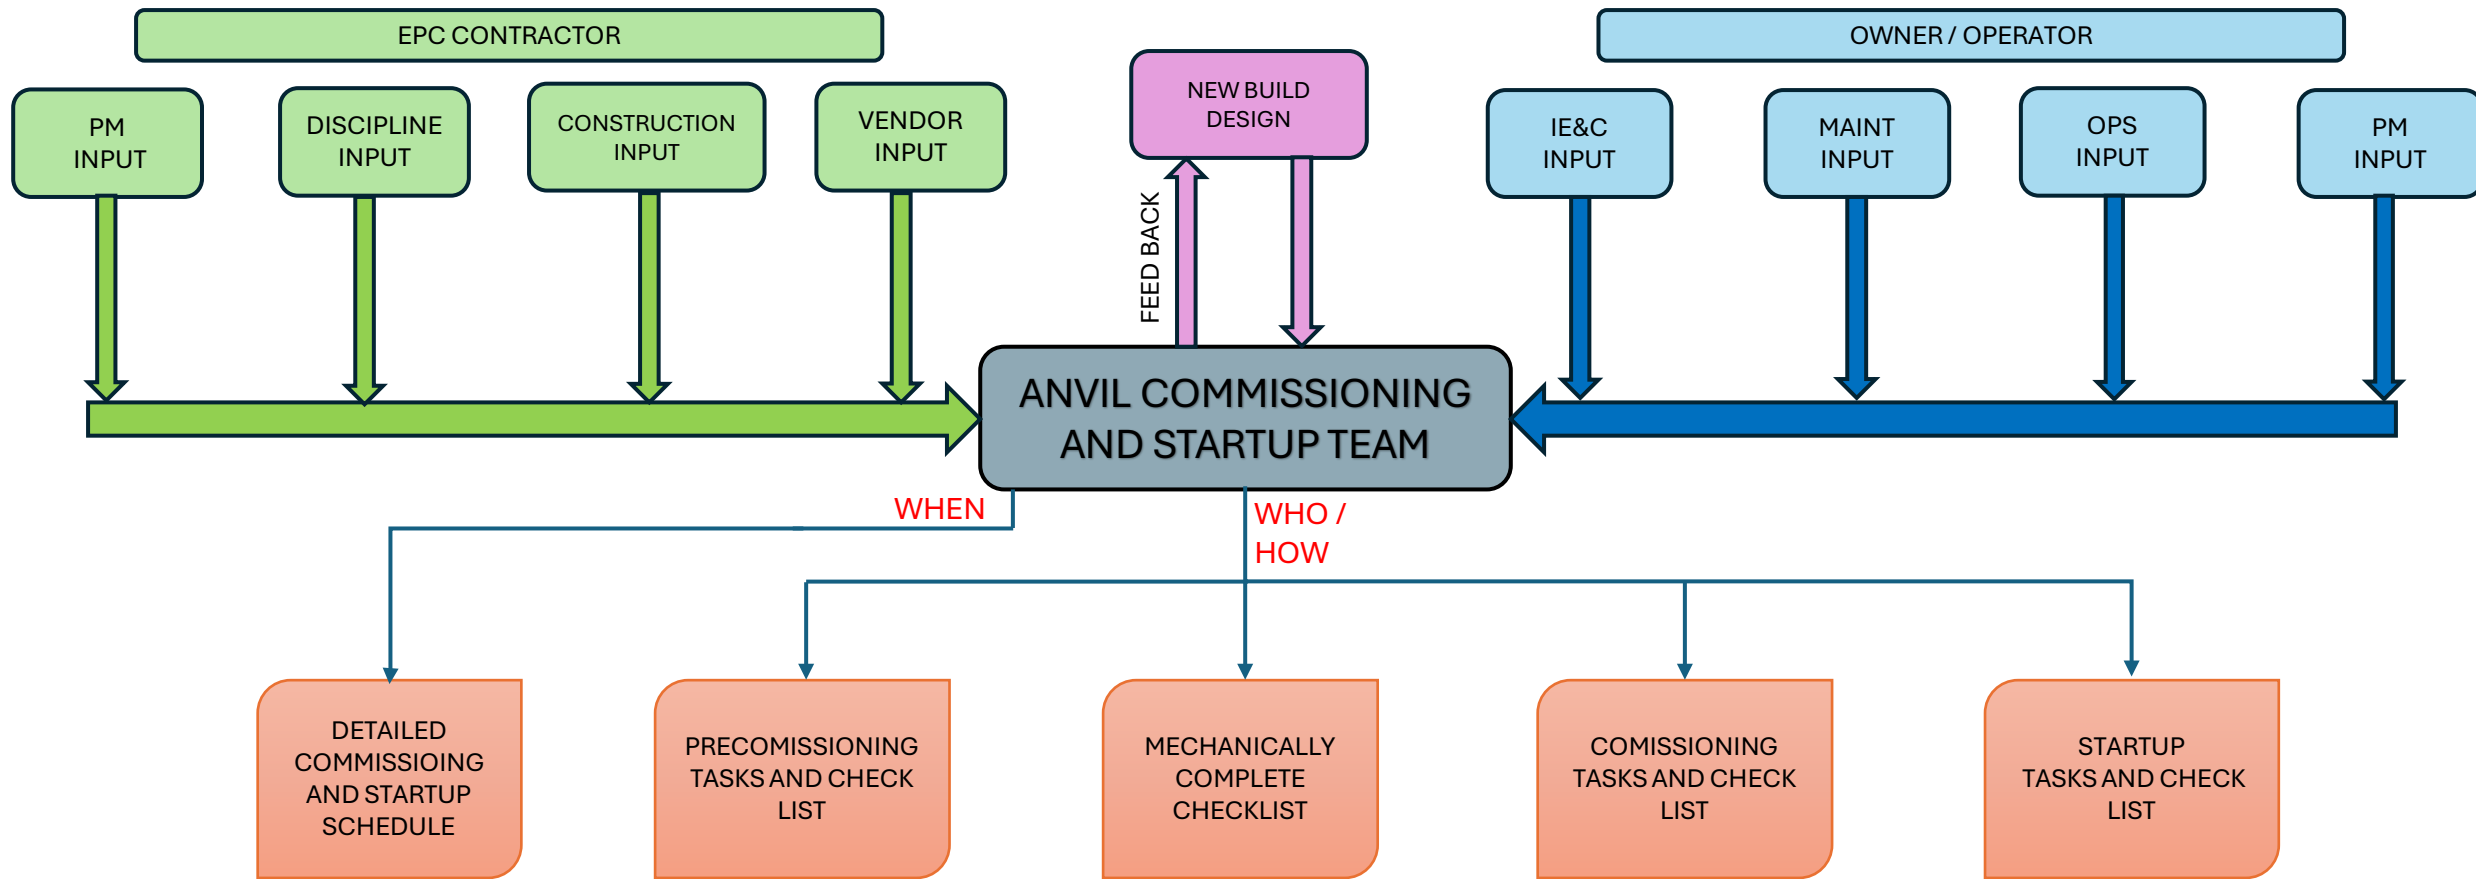 EPC CONTRACTOR
OWNER / OPERATOR
PM
INPUT
DISCIPLINE
INPUT
CONSTRUCTION
INPUT
VENDOR
INPUT
NEW BUILD
DESIGN
IE&C
INPUT
MAINT
INPUT
OPS
INPUT
PM
INPUT
FEED BACK
ANVIL COMMISSIONING
AND STARTUP TEAM
WHEN
WHO /
HOW
DETAILED
COMMISSIOING
AND STARTUP
SCHEDULE
PRECOMISSIONING
TASKS AND CHECK
LIST
MECHANICALLY
COMPLETE
CHECKLIST
COMISSIONING
TASKS AND CHECK
LIST
STARTUP
TASKS AND CHECK
LIST